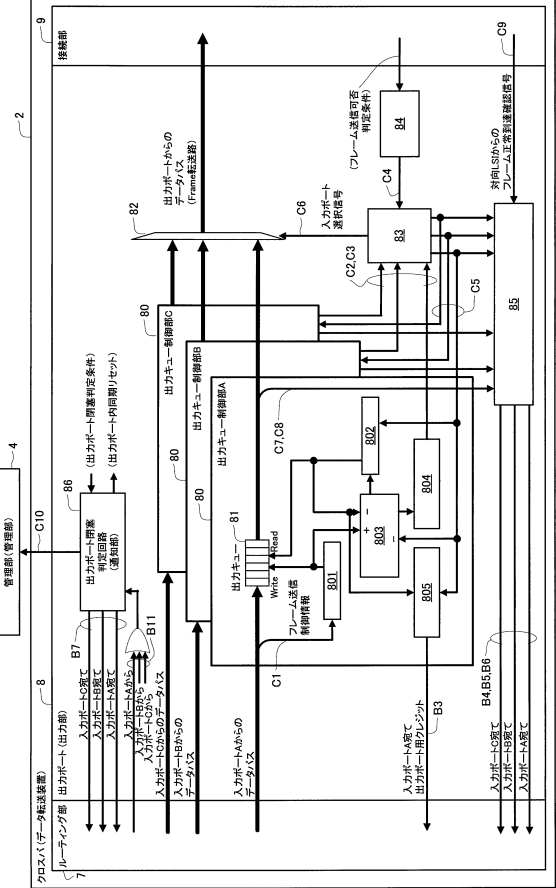 2
クロスバ(データ転送装置)
4
管理部(管理部)
C10
7
ルーティング部
8
出力ポート(出力部)
9
接続部
B7
入力ポートC宛て
入力ポートB宛て
入力ポートA宛て
86
出力ポート閉塞
判定回路
(通知部)
(出力ポート閉塞判定条件)
(出力ポート内同期リセット)
入力ポートAから
入力ポートBから
入力ポートCから
B11
入力ポートCからのデータバス
入力ポートBからの
データバス
入力ポートAからの
データバス
80
出力キュー制御部C
80
出力キュー制御部B
80
出力キュー制御部A
82
出力ポートからの
データバス
(Frame転送路)
81
出力キュー
Write
Read
フレーム送信
制御情報
C1
801
802
803
+
-
-
804
805
C7,C8
C6
入力ポート
選択信号
C2,C3
83
C4
84
(フレーム送信可否
判定条件)
C5
85
C9
対向LSIからの
フレーム正常到達確認信号
B3
入力ポートA宛て
出力ポート用クレジット
B4,B5,B6
入力ポートC宛て
入力ポートB宛て
入力ポートA宛て